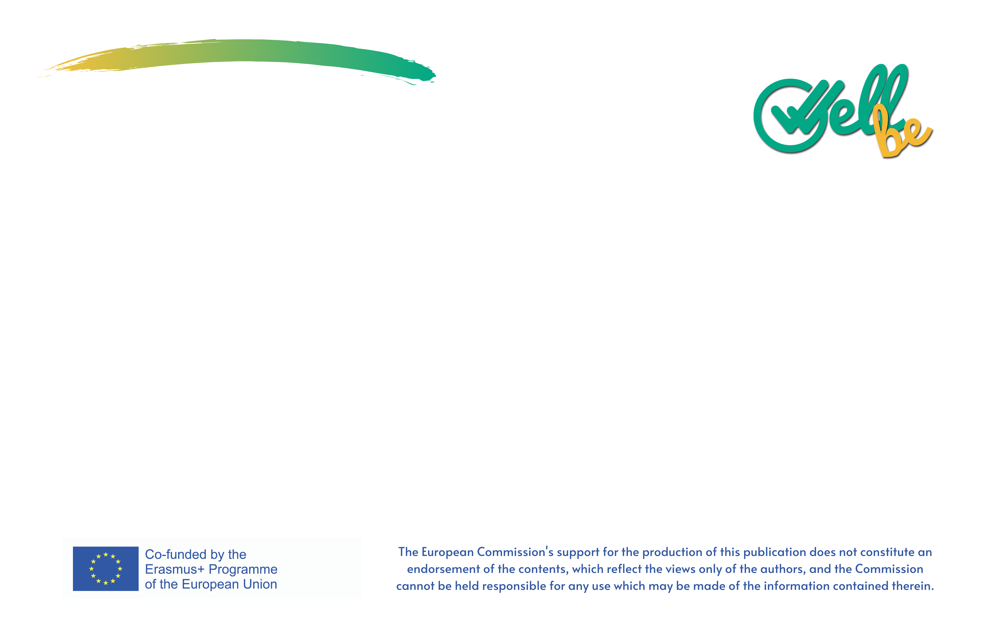 Well
be
Co-funded by the
Erasmus+ Programme
of the European Union
The European Commission's support for the production of this publication does not constitute an
endorsement of the contents, which reflect the views only of the authors, and the Commission
cannot be held responsible for any use which may be made of the information contained therein.